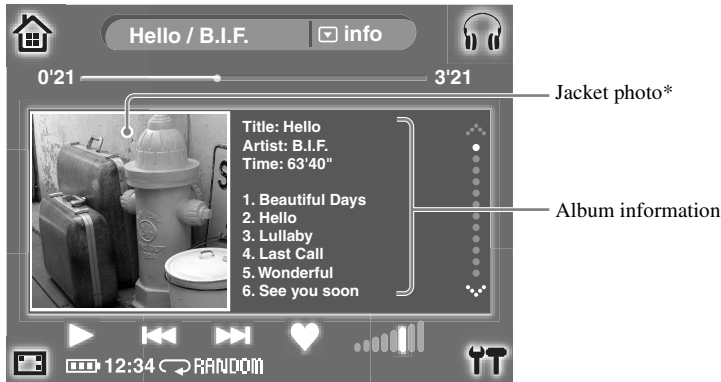 Hello / B.I.F.
info
0'21
3'21
Jacket photo*
Title: Hello
Artist: B.I.F.
Time: 63'40"
1. Beautiful Days
2. Hello
3. Lullaby
4. Last Call
5. Wonderful
6. See you soon
Album information
12:34
RANDOM